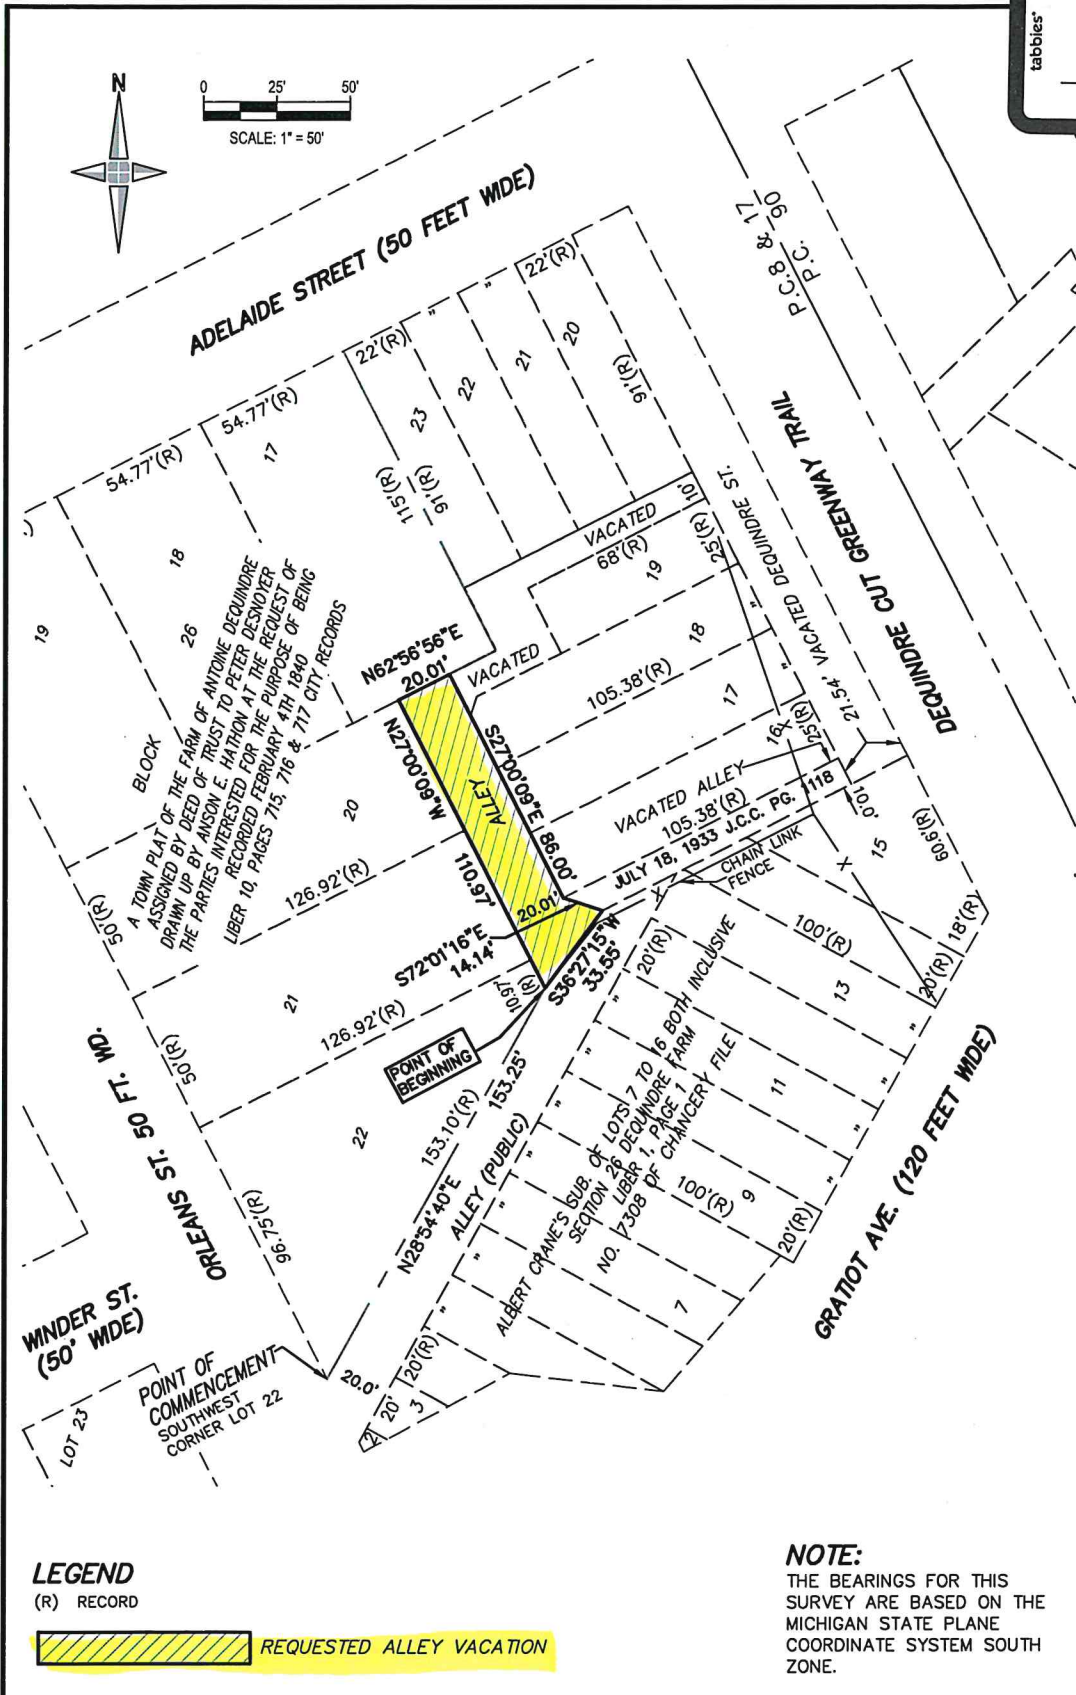 tabbies®
N
0 25' 50'
SCALE: 1" = 50'
ADELAIDE STREET (50 FEET WIDE)
P.C.8 & 17
P.C. 90
22'(R)
"
22'(R)
54.77'(R)
54.77'(R)
20
21
22
23
17
18
19
26
91'(R)
115'(R)
91'(R)
DEQUINDRE CUT GREENWAY TRAIL
DEQUINDRE ST.
21.54' VACATED DEQUINDRE
VACATED
10'
68'(R)
25'(R)
19
"
18
"
17
16
25'(R)
BLOCK
A TOWN PLAT OF THE FARM OF ANTOINE DEQUINDRE
ASSIGNED BY DEED OF TRUST TO PETER DESNOYER
DRAWN UP BY ANSON E. HATHON AT THE REQUEST OF
THE PARTIES INTERESTED FOR THE PURPOSE OF BEING
RECORDED FEBRUARY 4TH 1840
LIBER 10, PAGES 715, 716 & 717 CITY RECORDS
N62°56'56"E
20.01'
VACATED
105.38'(R)
N27°00'09"W
110.97'
ALLEY
S27°00'09"E 86.00'
VACATED ALLEY
105.38'(R)
JULY 18, 1933 J.C.C. PG. 1118
10.0'
CHAIN LINK
FENCE
X
X
X
15
60.6'(R)
18'(R)
20
126.92'(R)
50'(R)
20.01'
S72°01'16"E
14.14'
S36°27'15"W
33.55'
10.97
(R)
21
126.92'(R)
50'(R)
POINT OF
BEGINNING
153.25'
153.10'(R)
N28°54'40"E
ALLEY (PUBLIC)
22
96.75'(R)
ORLEANS ST. 50 FT. WD.
20'(R)
100'(R)
20'(R)
13
11
9
7
"
"
"
"
"
"
"
"
"
100'(R)
20'(R)
ALBERT CRANE'S SUB. OF LOTS 7 TO 16 BOTH INCLUSIVE
SECTION 26 DEQUINDRE FARM
LIBER 1, PAGE 1
NO. 7308 OF CHANCERY FILE
GRATIOT AVE. (120 FEET WIDE)
WINDER ST.
(50' WIDE)
LOT 23
POINT OF
COMMENCEMENT
SOUTHWEST
CORNER LOT 22
20.0'
20'(R)
20'
3
2
LEGEND
(R) RECORD
REQUESTED ALLEY VACATION
NOTE:
THE BEARINGS FOR THIS
SURVEY ARE BASED ON THE
MICHIGAN STATE PLANE
COORDINATE SYSTEM SOUTH
ZONE.